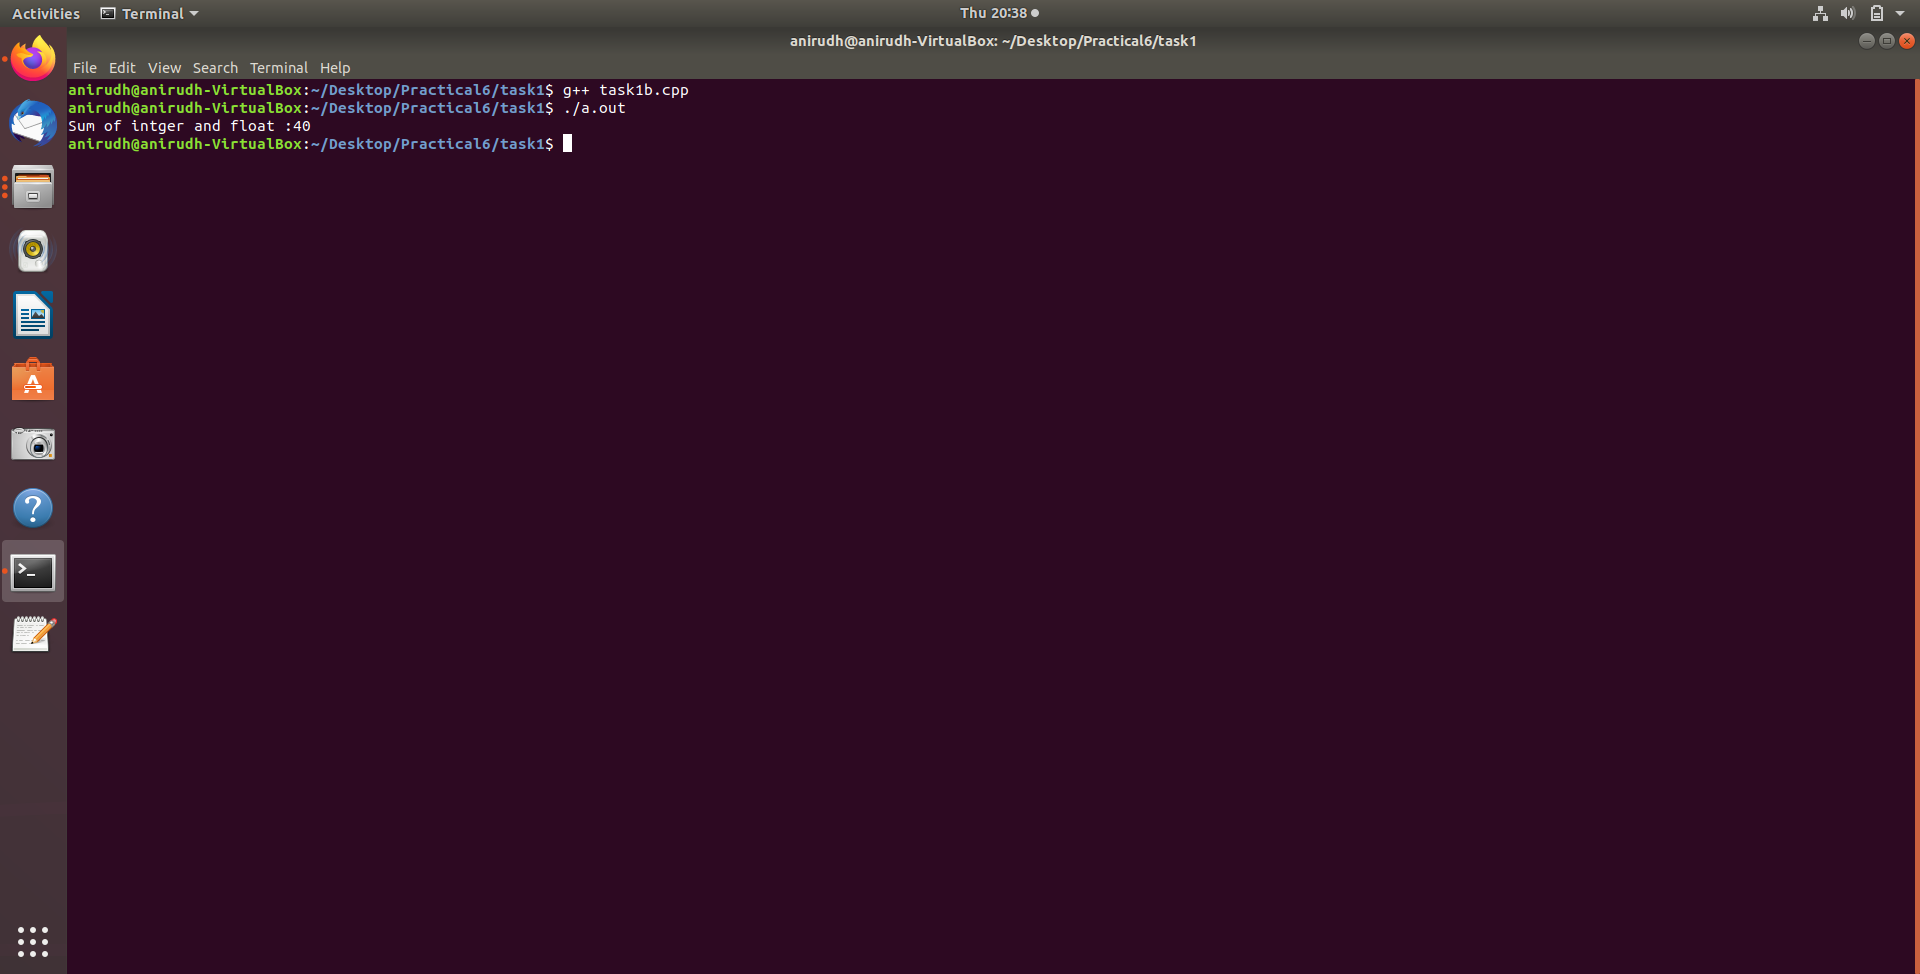 Activities Terminal Thu 20:38
anirudh@anirudh-VirtualBox: ~/Desktop/Practical6/task1
File Edit View Search Terminal Help
anirudh@anirudh-VirtualBox:~/Desktop/Practical6/task1$ g++ task1b.cpp
anirudh@anirudh-VirtualBox:~/Desktop/Practical6/task1$ ./a.out
Sum of intger and float :40
anirudh@anirudh-VirtualBox:~/Desktop/Practical6/task1$